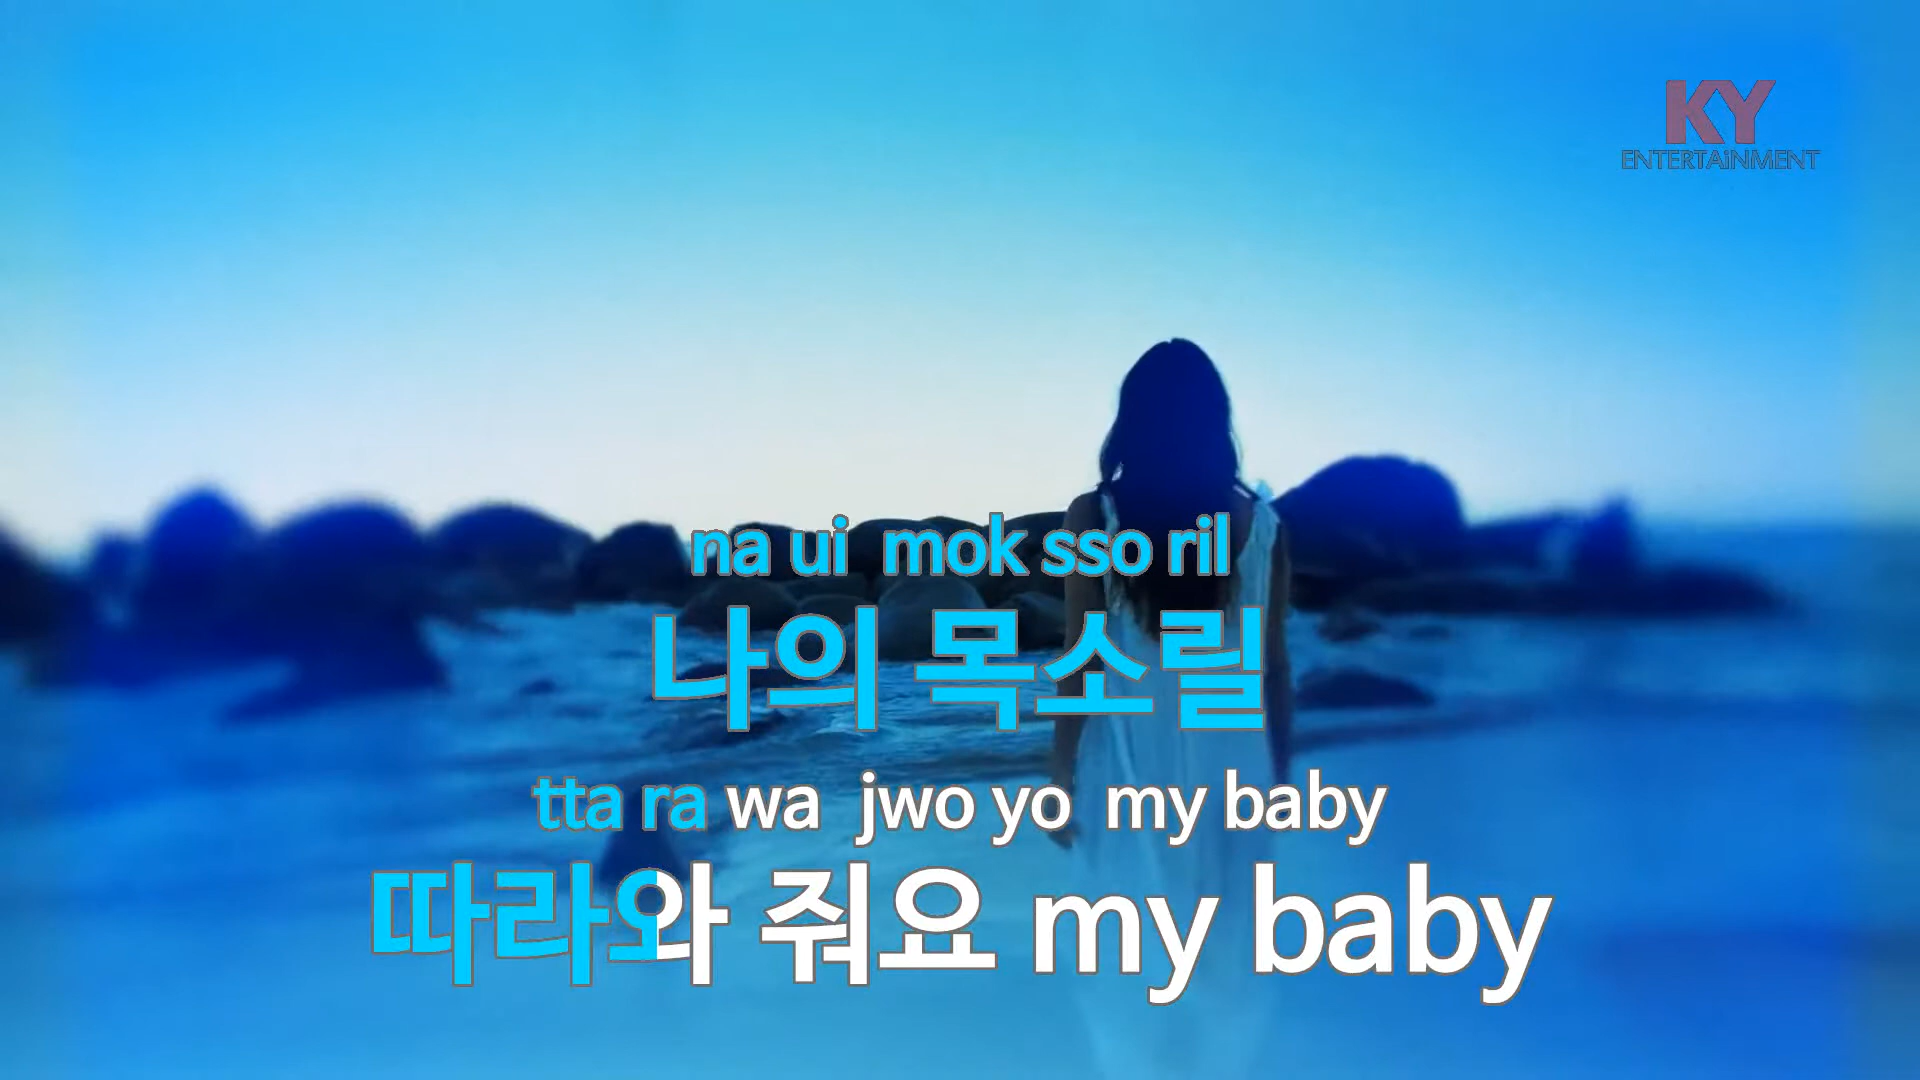 KY
ENTERTAiNMENT
na ui mok sso ril
나의 목소릴
tta ra wa jwo yo my baby
따라와 줘요 my baby